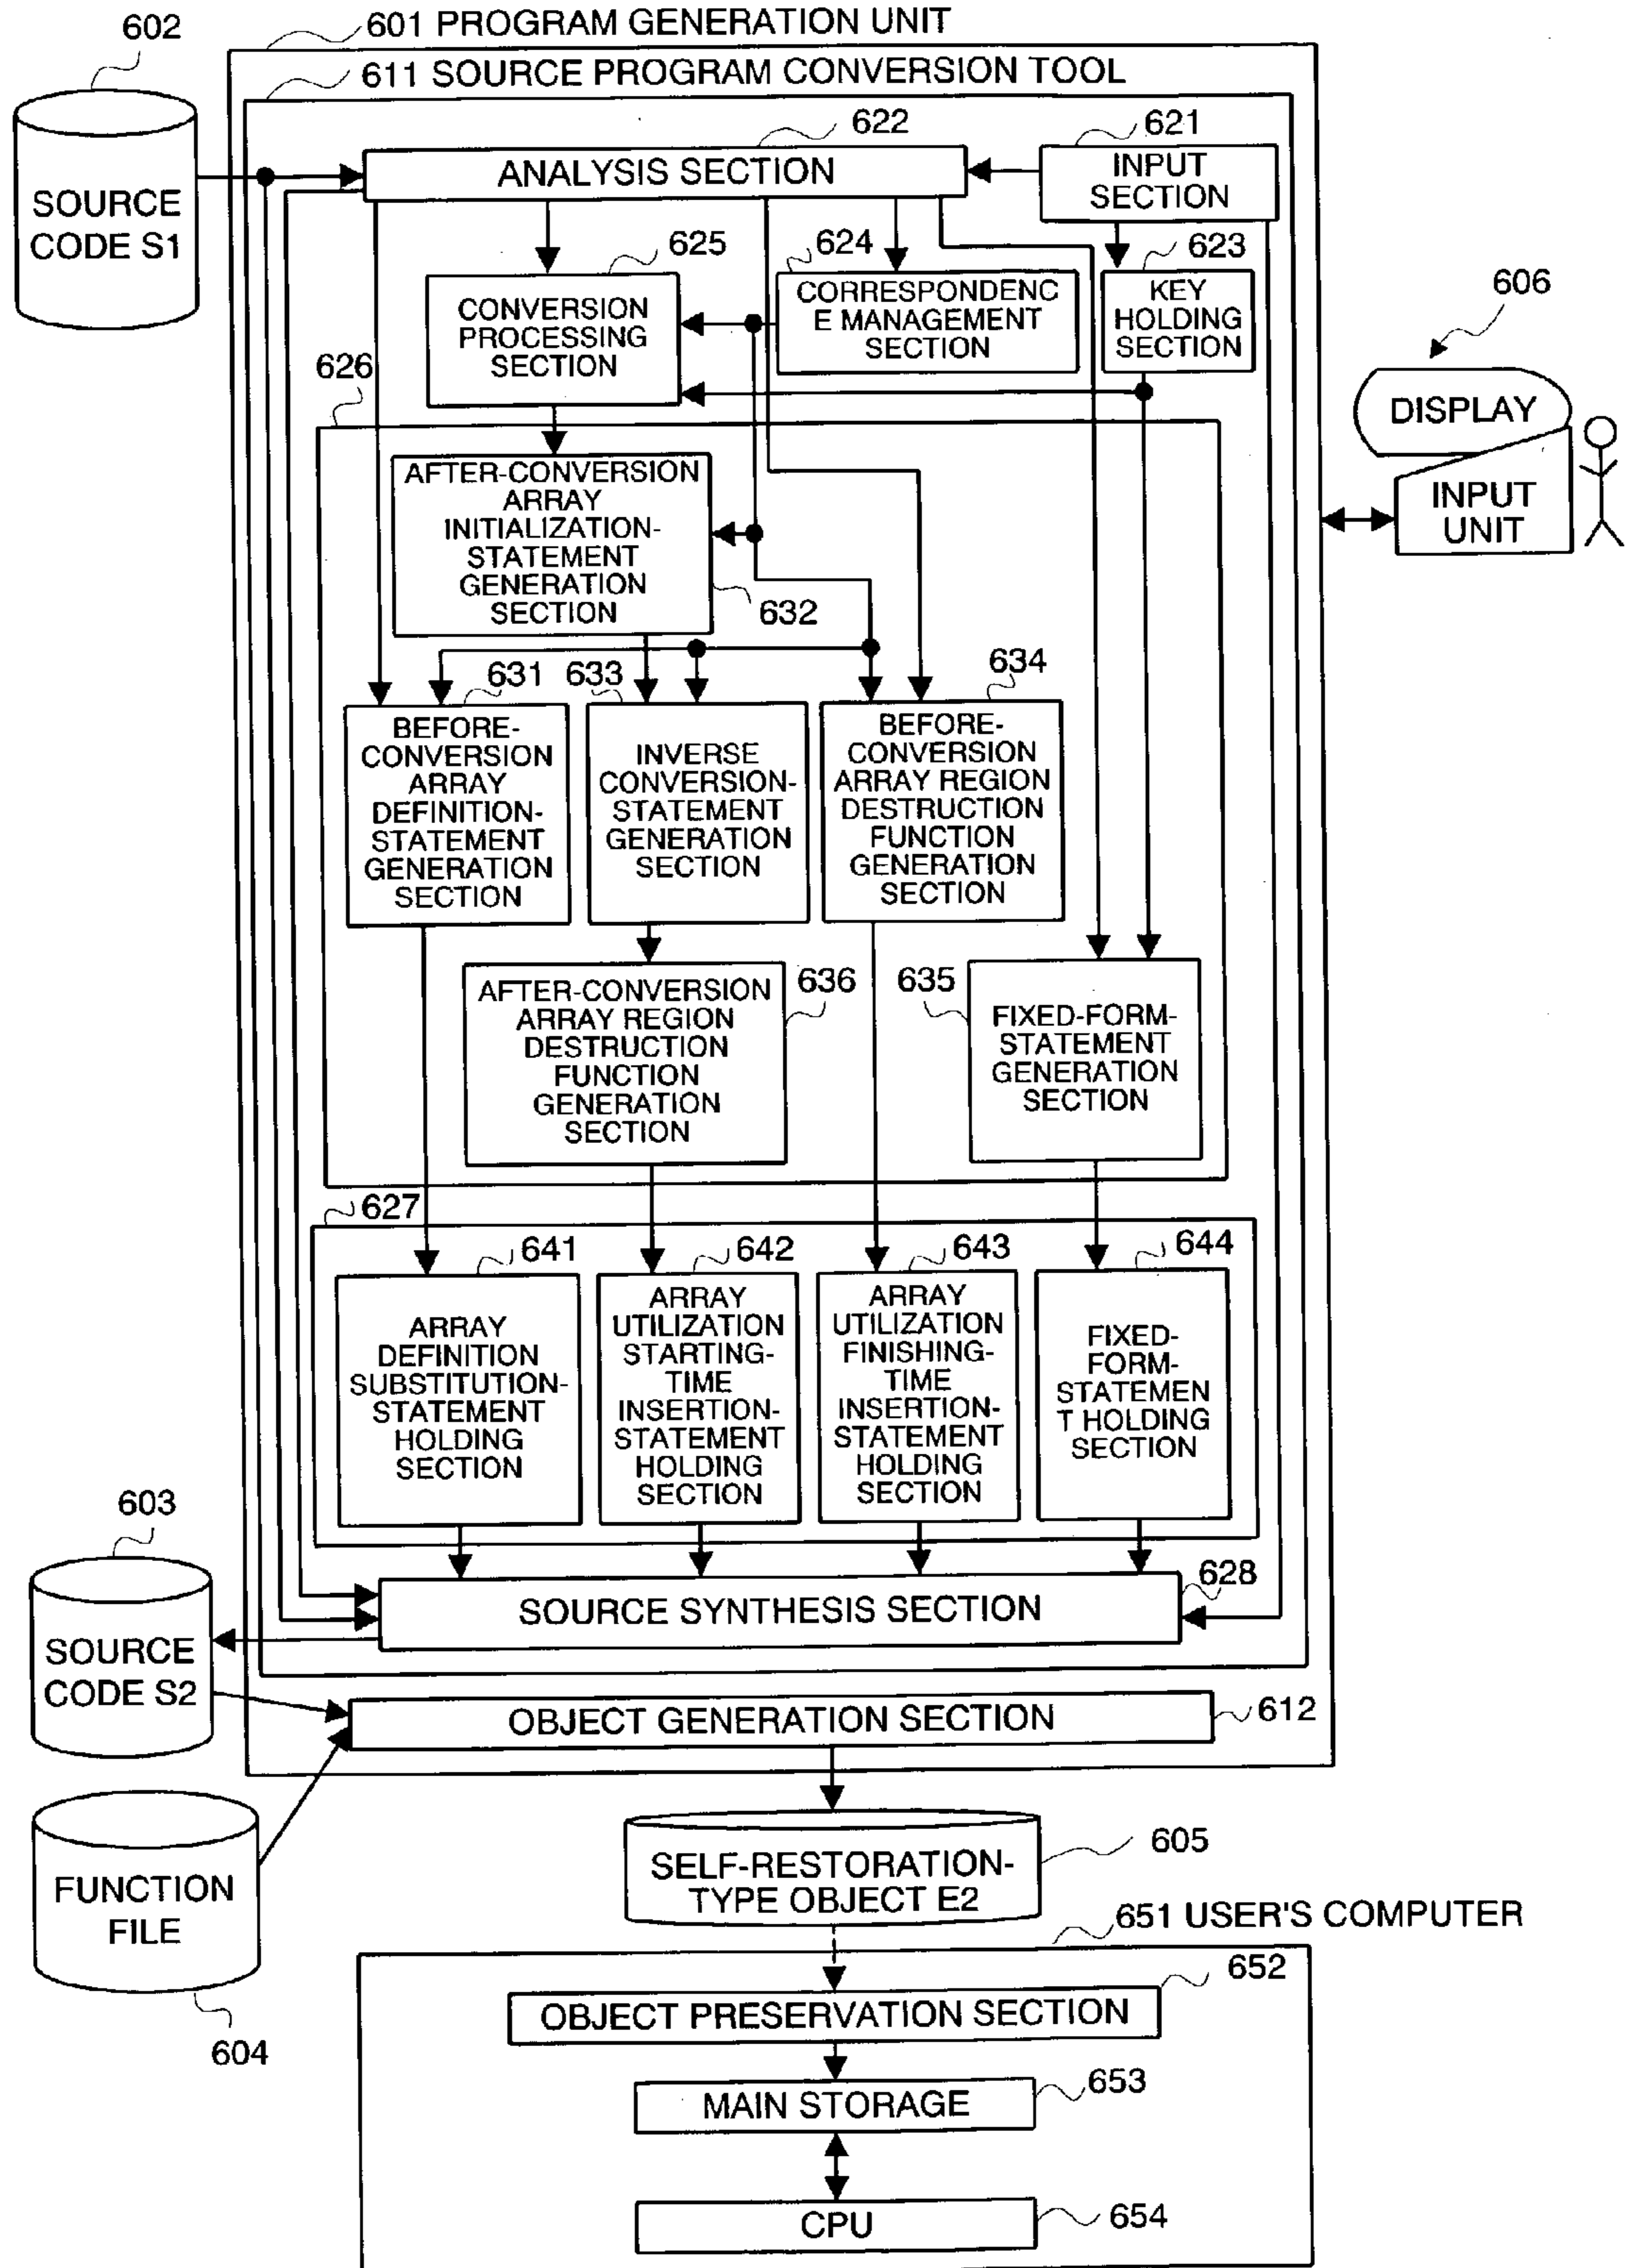 602
601 PROGRAM GENERATION UNIT
611 SOURCE PROGRAM CONVERSION TOOL
622
621
SOURCE
CODE S1
ANALYSIS SECTION
INPUT
SECTION
625
624
623
CONVERSION
PROCESSING
SECTION
CORRESPONDENC
E MANAGEMENT
SECTION
KEY
HOLDING
SECTION
606
626
DISPLAY
INPUT
UNIT
AFTER-CONVERSION
ARRAY
INITIALIZATION-
STATEMENT
GENERATION
SECTION
632
631
633
634
BEFORE-
CONVERSION
ARRAY
DEFINITION-
STATEMENT
GENERATION
SECTION
INVERSE
CONVERSION-
STATEMENT
GENERATION
SECTION
BEFORE-
CONVERSION
ARRAY REGION
DESTRUCTION
FUNCTION
GENERATION
SECTION
AFTER-CONVERSION
ARRAY REGION
DESTRUCTION
FUNCTION
GENERATION
SECTION
636
635
FIXED-FORM-
STATEMENT
GENERATION
SECTION
627
641
642
643
644
ARRAY
DEFINITION
SUBSTITUTION-
STATEMENT
HOLDING
SECTION
ARRAY
UTILIZATION
STARTING-
TIME
INSERTION-
STATEMENT
HOLDING
SECTION
ARRAY
UTILIZATION
FINISHING-
TIME
INSERTION-
STATEMENT
HOLDING
SECTION
FIXED-
FORM-
STATEMEN
T HOLDING
SECTION
603
628
SOURCE SYNTHESIS SECTION
SOURCE
CODE S2
OBJECT GENERATION SECTION
612
FUNCTION
FILE
604
605
SELF-RESTORATION-
TYPE OBJECT E2
651 USER'S COMPUTER
652
OBJECT PRESERVATION SECTION
MAIN STORAGE
653
CPU
654